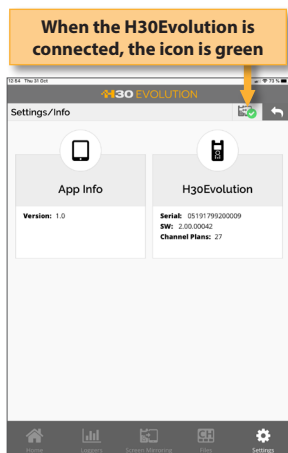 When the H30Evolution is
connected, the icon is green
12:54 Thu 31 Oct
73 %
H30 EVOLUTION
Settings/Info
App Info
H30Evolution
Version: 1.0
Serial: 05191799200009
SW: 2.00.00042
Channel Plans: 27
CH
Home
Loggers
Screen Mirroring
Files
Settings